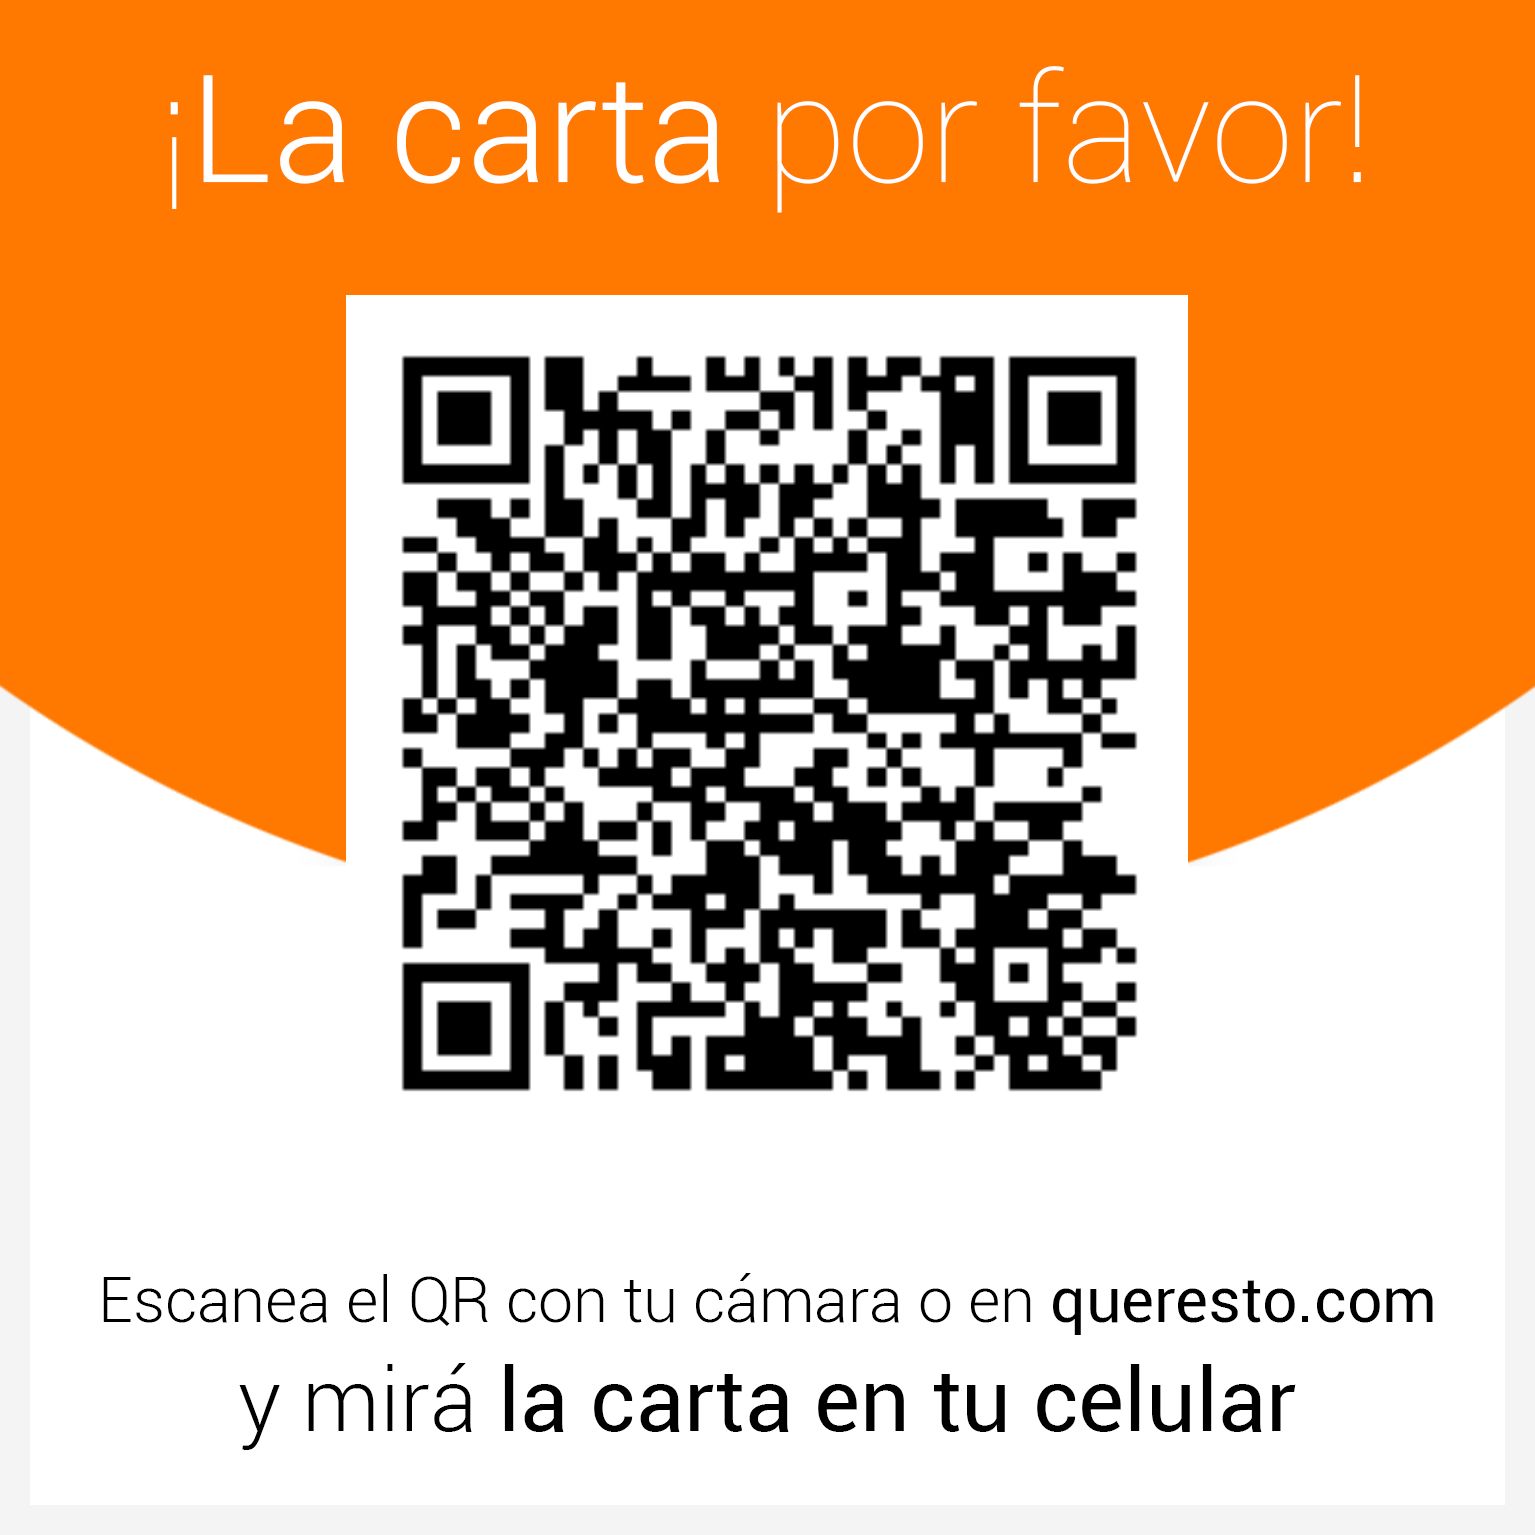 ¡La carta por favor!
Escanea el QR con tu cámara o en queresto.com
y mirá la carta en tu celular